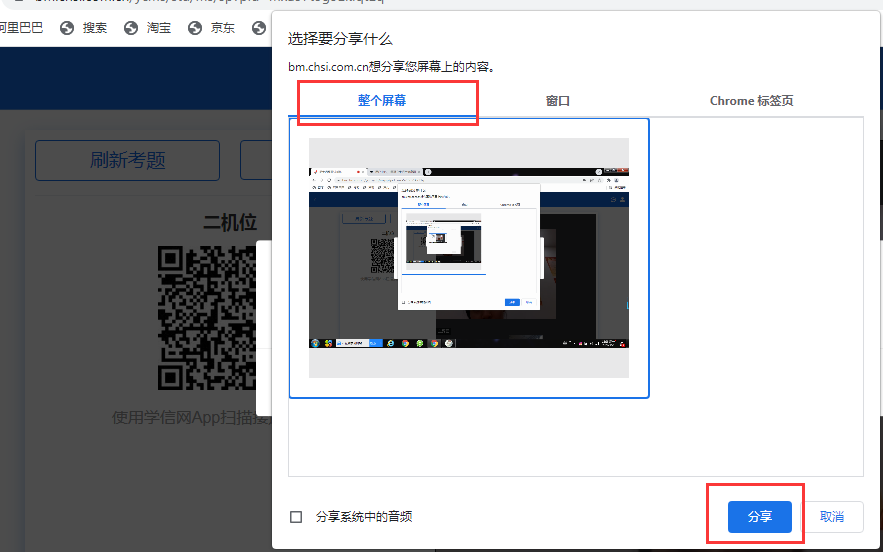 阿里巴巴 搜索 淘宝 京东
选择要分享什么
bm.chsi.com.cn想分享您屏幕上的内容。
整个屏幕 窗口 Chrome 标签页
刷新考题
二机位
使用学信网App扫描
分享系统中的音频
分享 取消